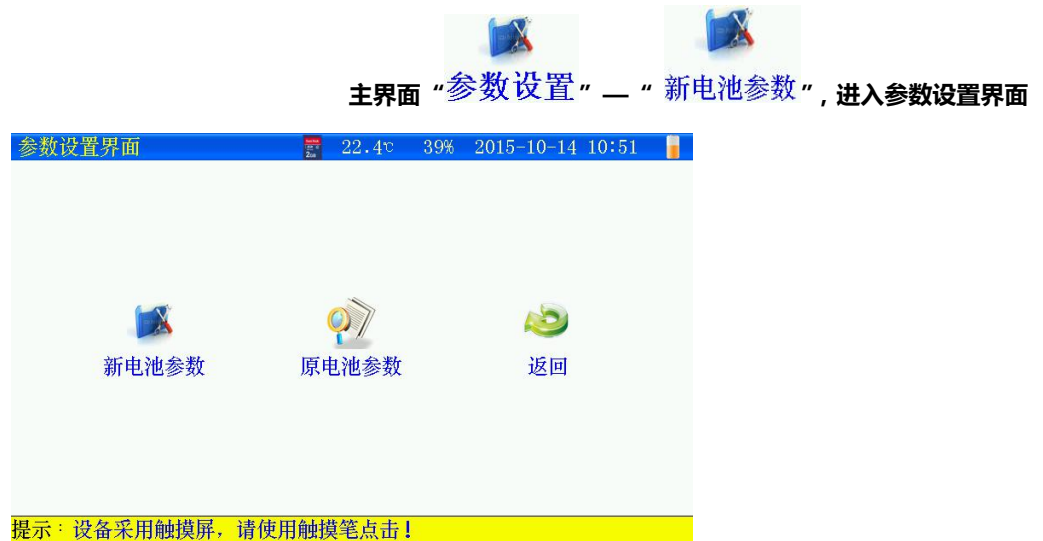 主界面“参数设置”—“新电池参数”，进入参数设置界面
参数设置界面 22.4℃ 39% 2015-10-14 10:51
新电池参数 原电池参数 返回
提示：设备采用触摸屏，请使用触摸笔点击！